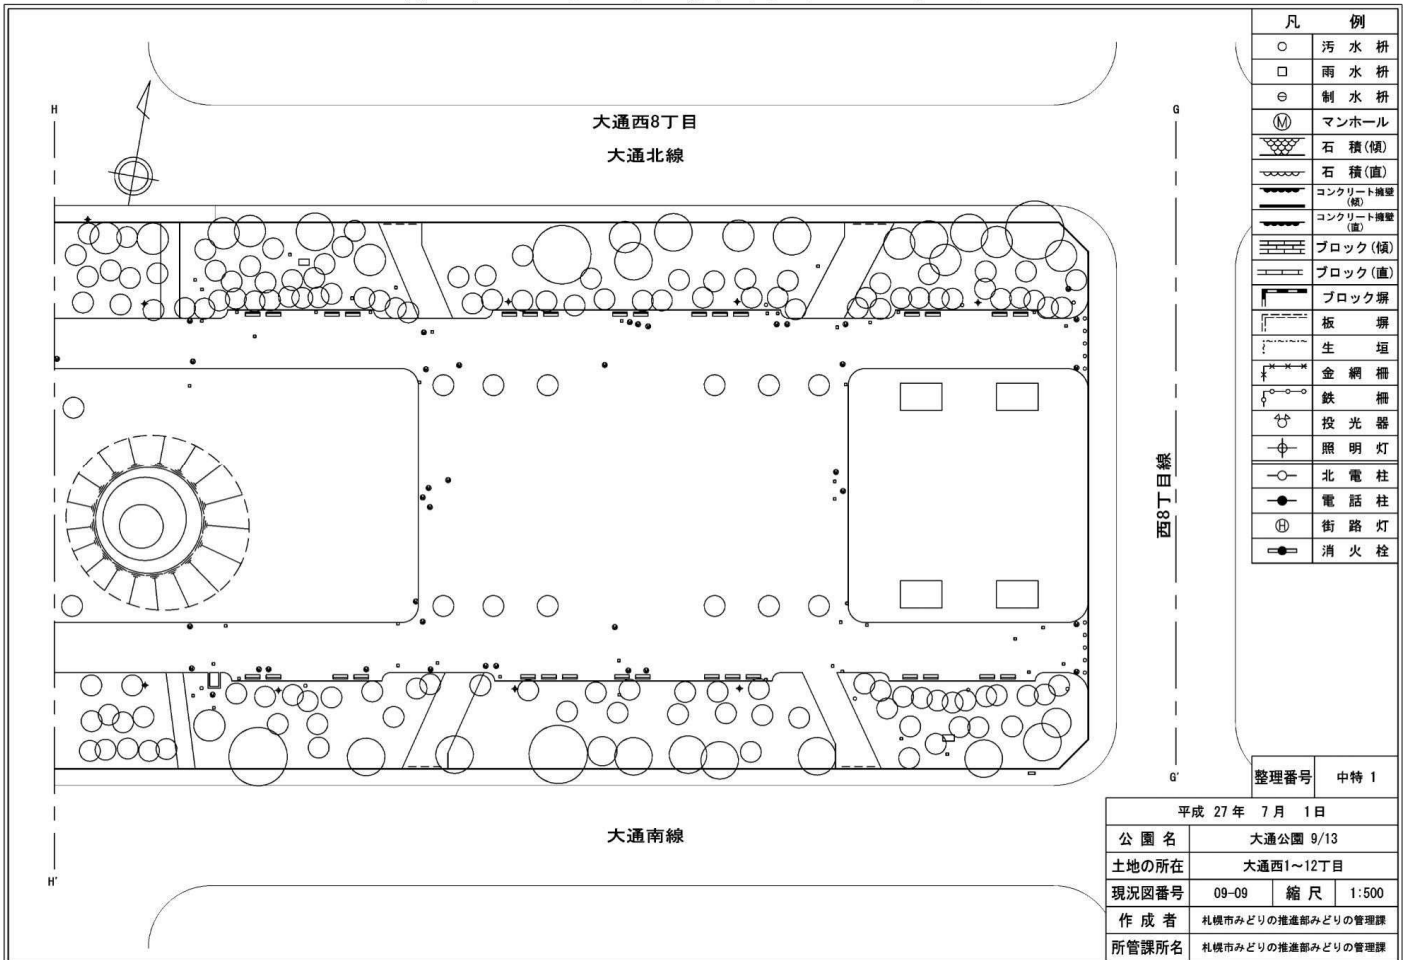 凡 例
汚 水 枡
雨 水 枡
制 水 枡
Ⓜ マンホール
石 積(傾)
石 積(直)
コンクリート擁壁
(傾)
コンクリート擁壁
(直)
ブロック(傾)
ブロック(直)
ブロック塀
板 塀
生 垣
金 網 柵
鉄 柵
投 光 器
照 明 灯
北 電 柱
電 話 柱
Ⓗ 街 路 灯
消 火 栓
H
G
大通西8丁目
大通北線
西8丁目線
大通南線
H'
G'
整理番号 中特 1
平成 27 年 7 月 1日
公 園 名 大通公園 9/13
土地の所在 大通西1~12丁目
現況図番号 09-09 縮 尺 1:500
作 成 者 札幌市みどりの推進部みどりの管理課
所管課所名 札幌市みどりの推進部みどりの管理課